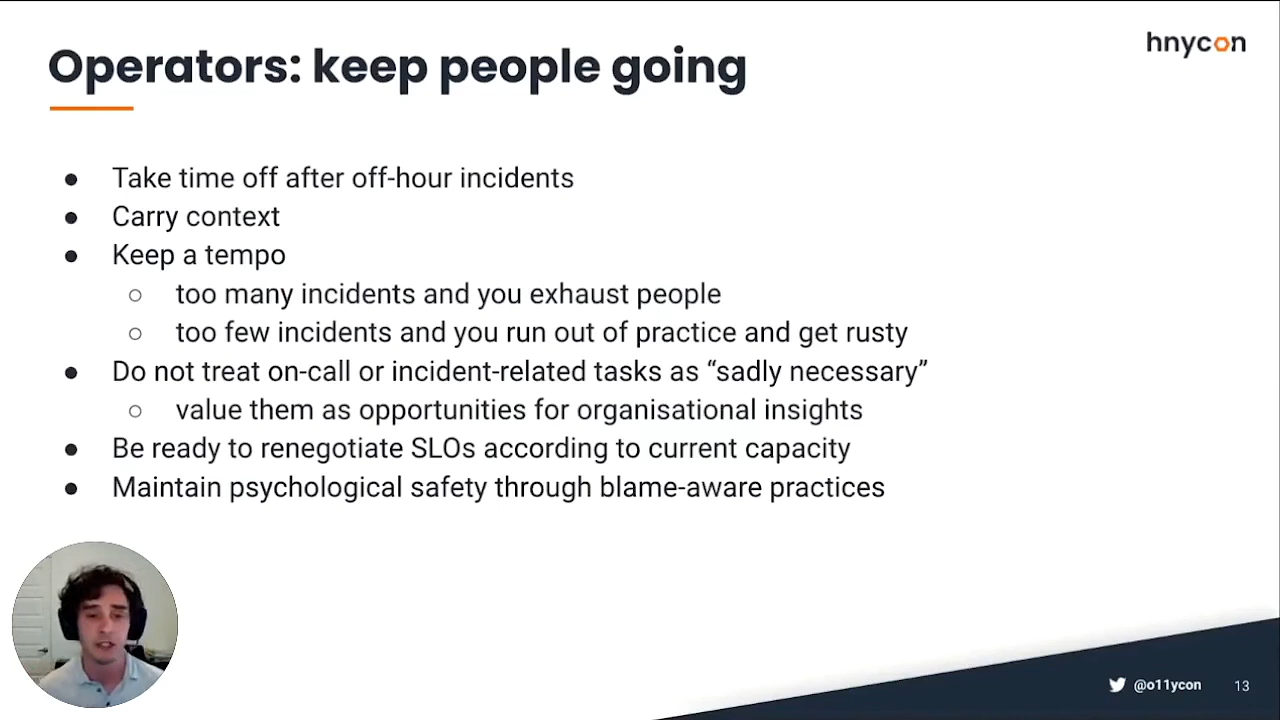 hnycon
Operators: keep people going
● Take time off after off-hour incidents
● Carry context
● Keep a tempo
○ too many incidents and you exhaust people
○ too few incidents and you run out of practice and get rusty
● Do not treat on-call or incident-related tasks as “sadly necessary”
○ value them as opportunities for organisational insights
● Be ready to renegotiate SLOs according to current capacity
● Maintain psychological safety through blame-aware practices
@o11ycon 13